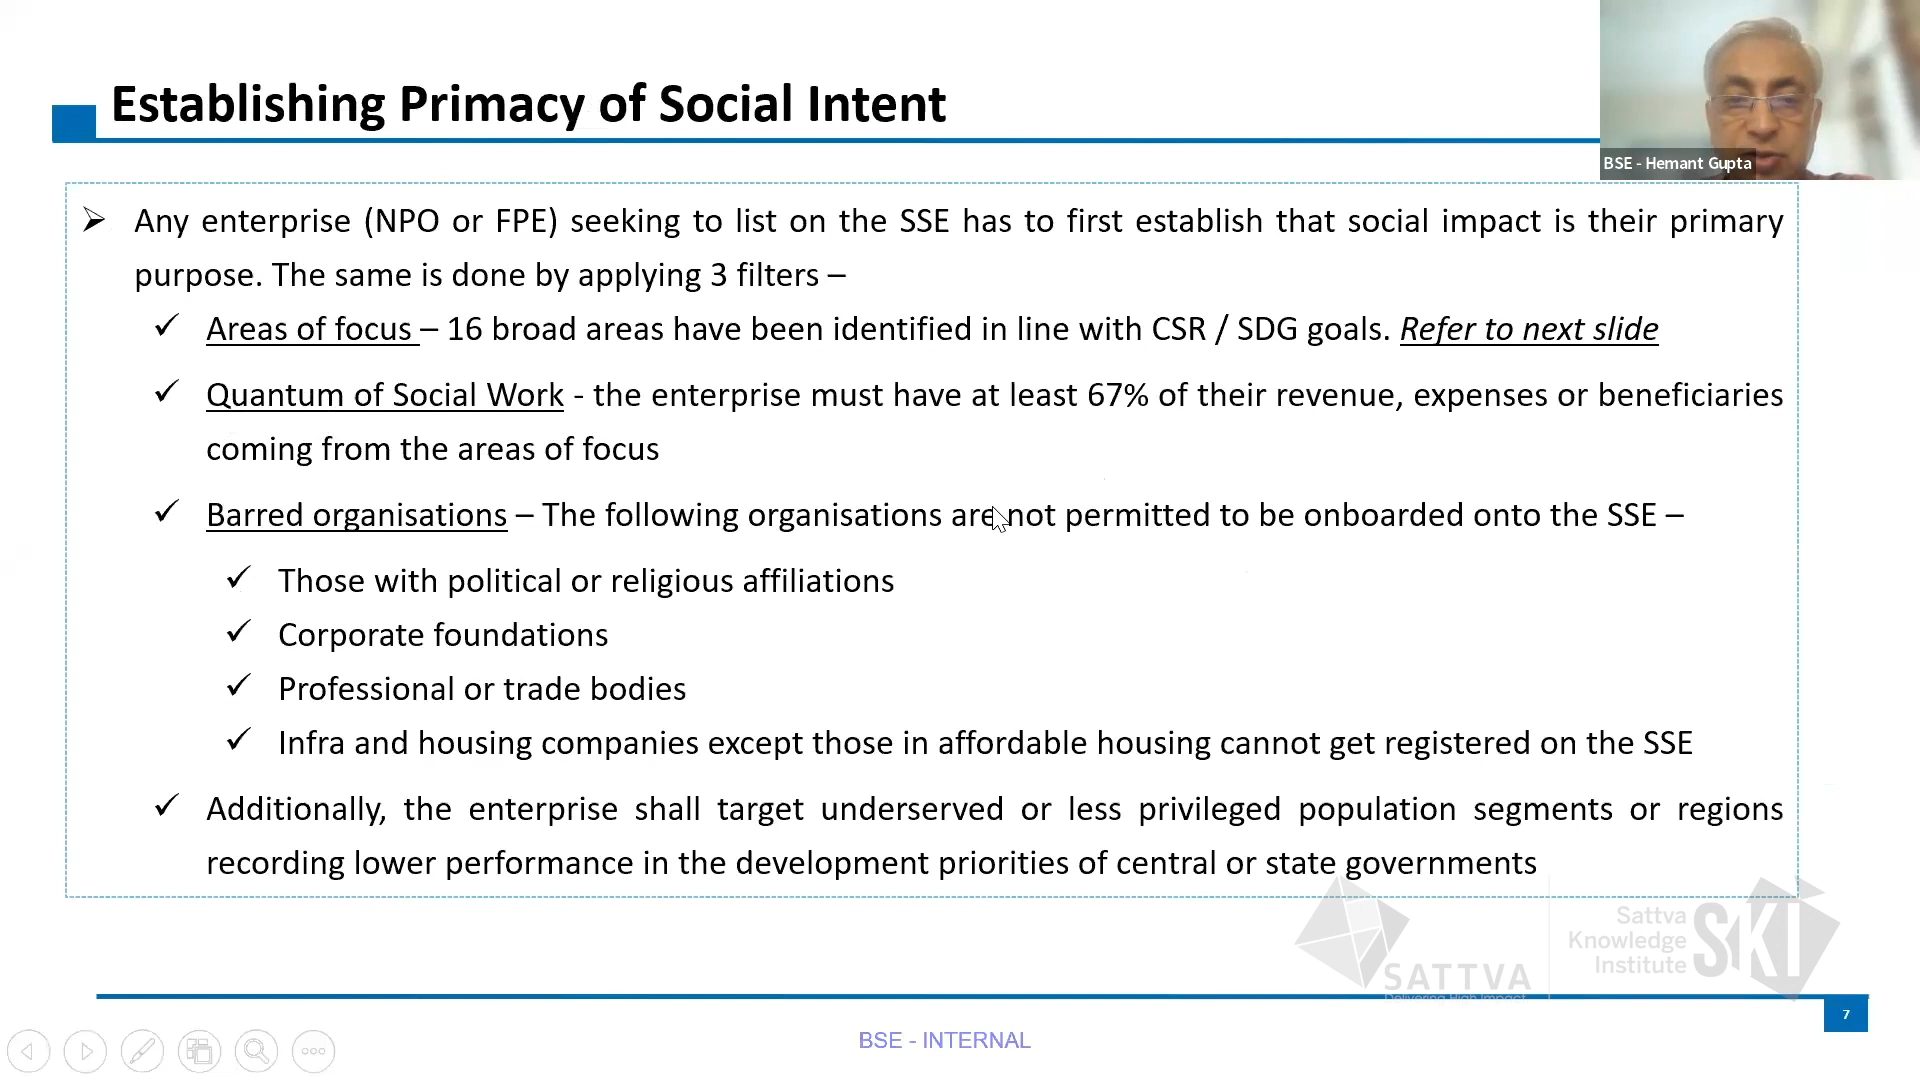 Establishing Primacy of Social Intent
BSE - Hemant Gupta
Any enterprise (NPO or FPE) seeking to list on the SSE has to first establish that social impact is their primary
purpose. The same is done by applying 3 filters –
Areas of focus – 16 broad areas have been identified in line with CSR / SDG goals. Refer to next slide
Quantum of Social Work - the enterprise must have at least 67% of their revenue, expenses or beneficiaries
coming from the areas of focus
Barred organisations – The following organisations are not permitted to be onboarded onto the SSE –
Those with political or religious affiliations
Corporate foundations
Professional or trade bodies
Infra and housing companies except those in affordable housing cannot get registered on the SSE
Additionally, the enterprise shall target underserved or less privileged population segments or regions
recording lower performance in the development priorities of central or state governments
SATTVA
Delivering High Impact
Sattva
Knowledge
Institute
SKI
7
BSE - INTERNAL